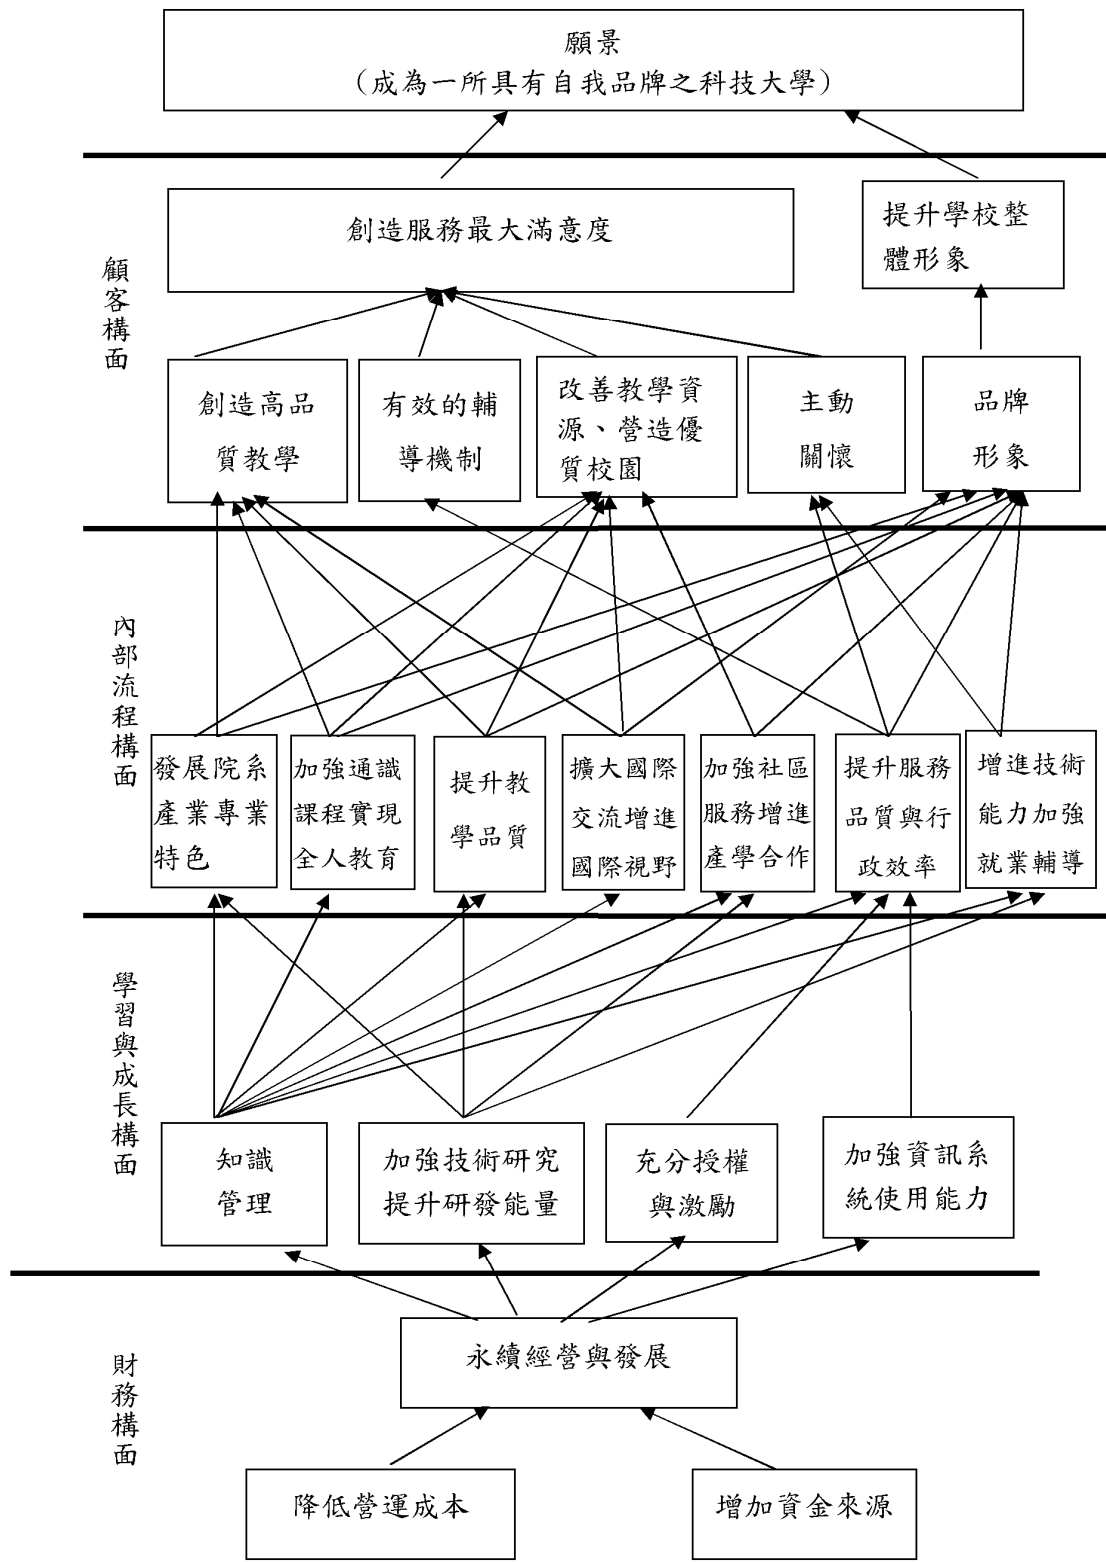 願景
（成為一所具有自我品牌之科技大學）
顧客構面
創造服務最大滿意度
提升學校整
體形象
創造高品
質教學
有效的輔
導機制
改善教學資
源、營造優
質校園
主動
關懷
品牌
形象
內部流程構面
發展院系
產業專業
特色
加強通識
課程實現
全人教育
提升教
學品質
擴大國際
交流增進
國際視野
加強社區
服務增進
產學合作
提升服務
品質與行
政效率
增進技術
能力加強
就業輔導
學習與成長構面
知識
管理
加強技術研究
提升研發能量
充分授權
與激勵
加強資訊系
統使用能力
財務構面
永續經營與發展
降低營運成本
增加資金來源